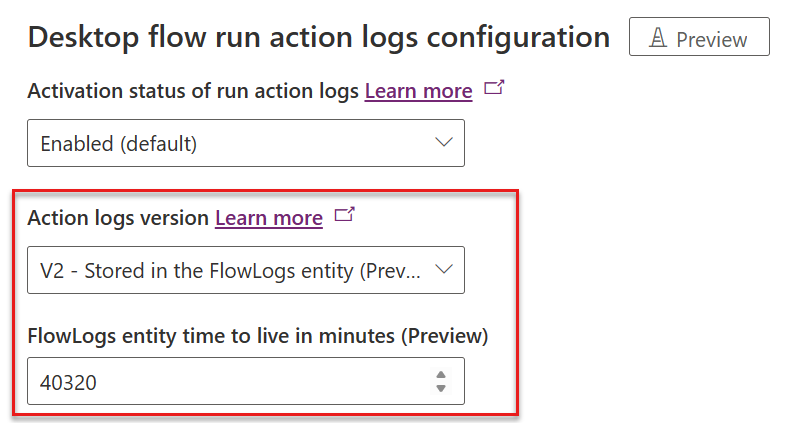 Desktop flow run action logs configuration Preview
Activation status of run action logs Learn more
Enabled (default)
Action logs version Learn more
V2 - Stored in the FlowLogs entity (Prev...
FlowLogs entity time to live in minutes (Preview)
40320